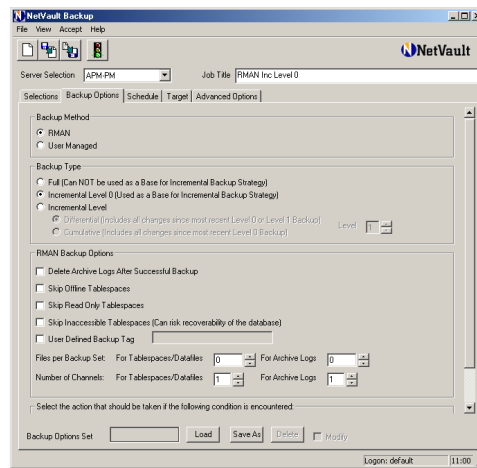 NetVault Backup
File View Accept Help
NetVault
Server Selection APM-PM Job Title RMAN Inc Level 0
Selections Backup Options Schedule Target Advanced Options
Backup Method
RMAN
User Managed
Backup Type
Full (Can NOT be used as a Base for Incremental Backup Strategy)
Incremental Level 0 (Used as a Base for Incremental Backup Strategy)
Incremental Level
Differential (Includes all changes since most recent Level 0 or Level 1 Backup)
Level 1
Cumulative (Includes all changes since most recent Level 0 Backup)
RMAN Backup Options
Delete Archive Logs After Successful Backup
Skip Offline Tablespaces
Skip Read Only Tablespaces
Skip Inaccessible Tablespaces (Can risk recoverability of the database)
User Defined Backup Tag
Files per Backup Set: For Tablespaces/Datafiles 0 For Archive Logs 0
Number of Channels: For Tablespaces/Datafiles 1 For Archive Logs 1
Select the action that should be taken if the following condition is encountered:
Backup Options Set Load Save As Delete Modify
Logon: default 11:00